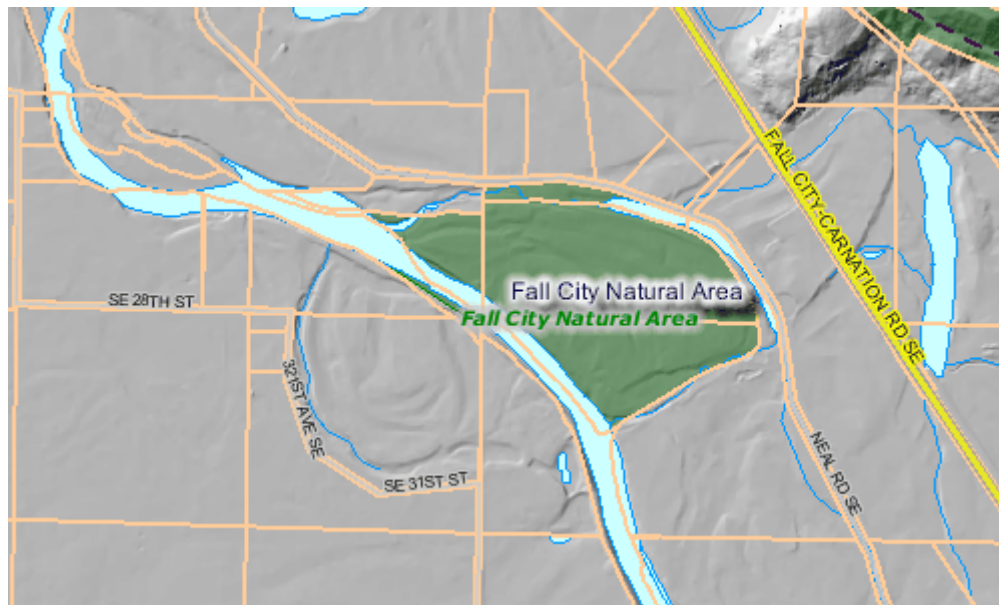 FALL CITY-CARNATION RD SE
Fall City Natural Area
SE 28TH ST
Fall City Natural Area
321ST AVE SE
NEAL RD SE
SE 31ST ST